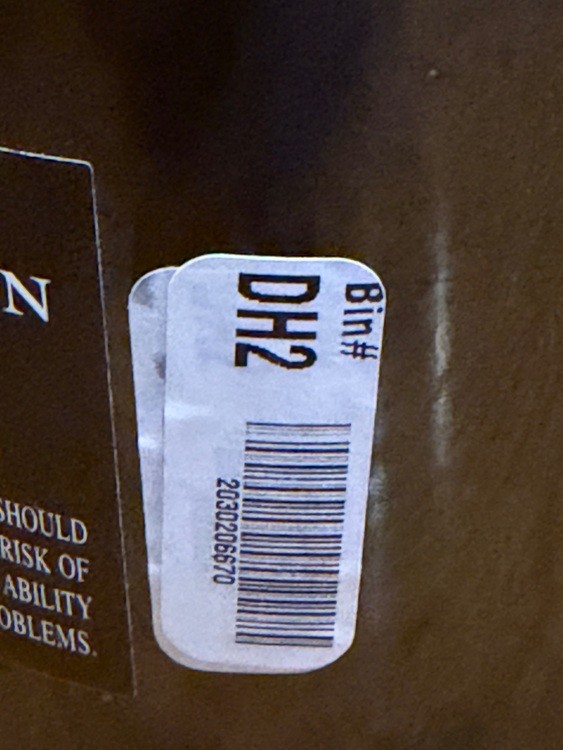 N
SHOULD
RISK OF
ABILITY
OBLEMS.
Bin#
DH2
2030206670